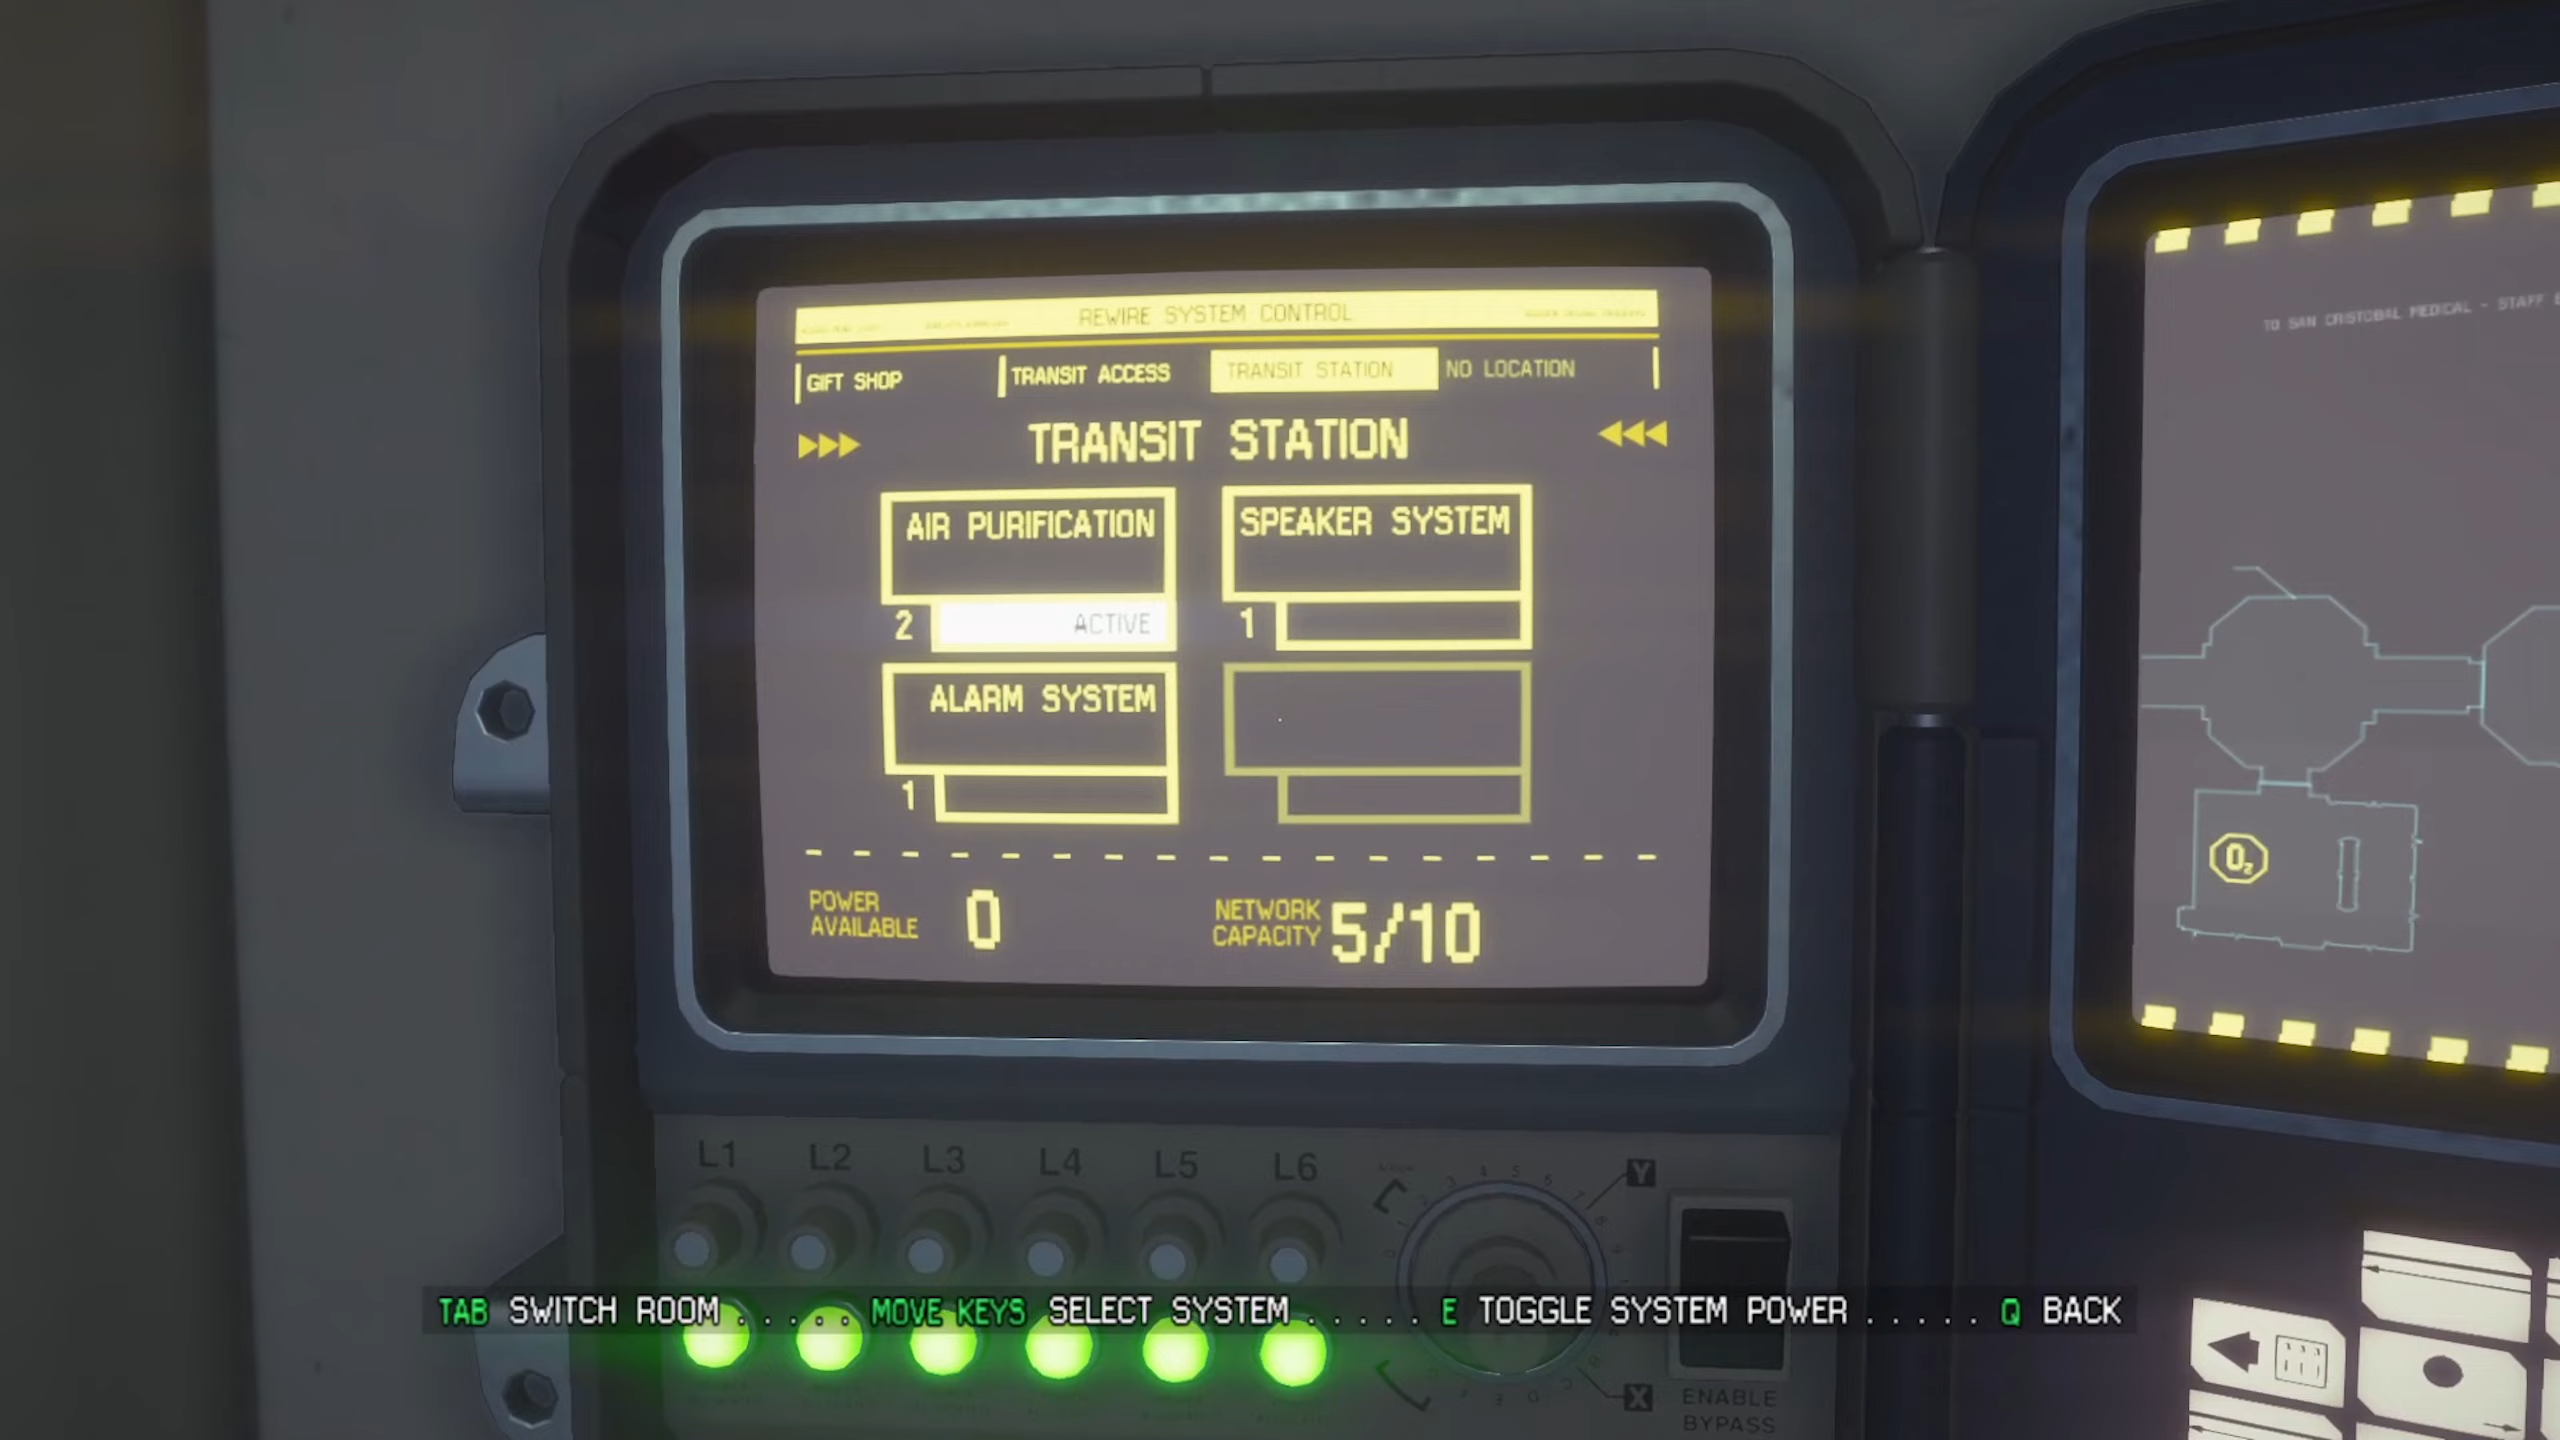 REWIRE SYSTEM CONTROL
GIFT SHOP
TRANSIT ACCESS
TRANSIT STATION
NO LOCATION
TRANSIT STATION
AIR PURIFICATION
2
ACTIVE
SPEAKER SYSTEM
1
ALARM SYSTEM
1
POWER
AVAILABLE
0
NETWORK
CAPACITY
5/10
TO SAN CRISTOBAL MEDICAL - STAFF
O₂
L1 L2 L3 L4 L5 L6
Y
X
TAB SWITCH ROOM ..... MOVE KEYS SELECT SYSTEM ..... E TOGGLE SYSTEM POWER ..... Q BACK
ENABLE
BYPASS